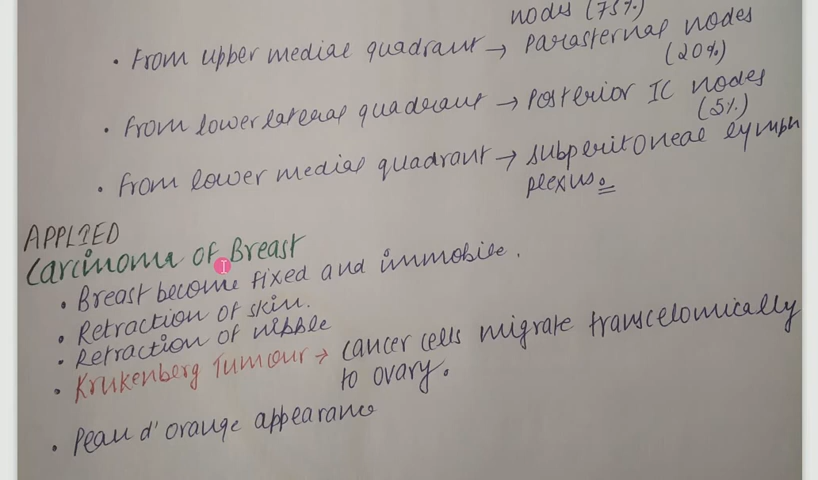 nodes (75%)
• From upper medial quadrant → Parasternal nodes
(20%)
• From lower lateral quadrant → Posterior IC nodes
(5%)
• From lower medial quadrant → subperitoneal lymph
plexus.
APPLIED
Carcinoma of Breast
• Breast become fixed and immobile.
• Retraction of skin.
• Retraction of nipple
• Krukenberg Tumour → cancer cells migrate transcelomically
to ovary.
• Peau d'orange appearance